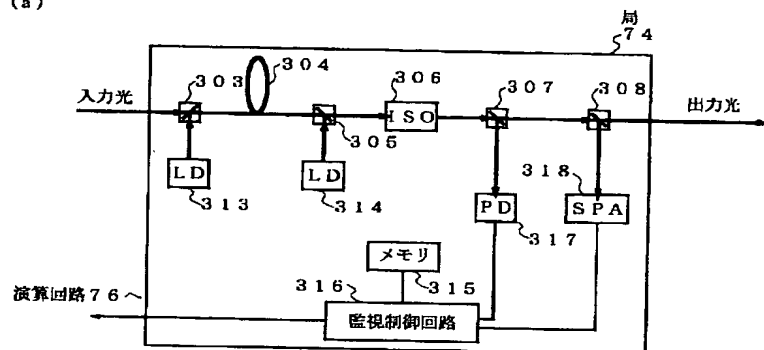 (a)
局
74
303
304
306
307
308
入力光
ISO
出力光
305
LD
LD
318
313
314
PD
SPA
317
メモリ
316
315
演算回路76
監視制御回路